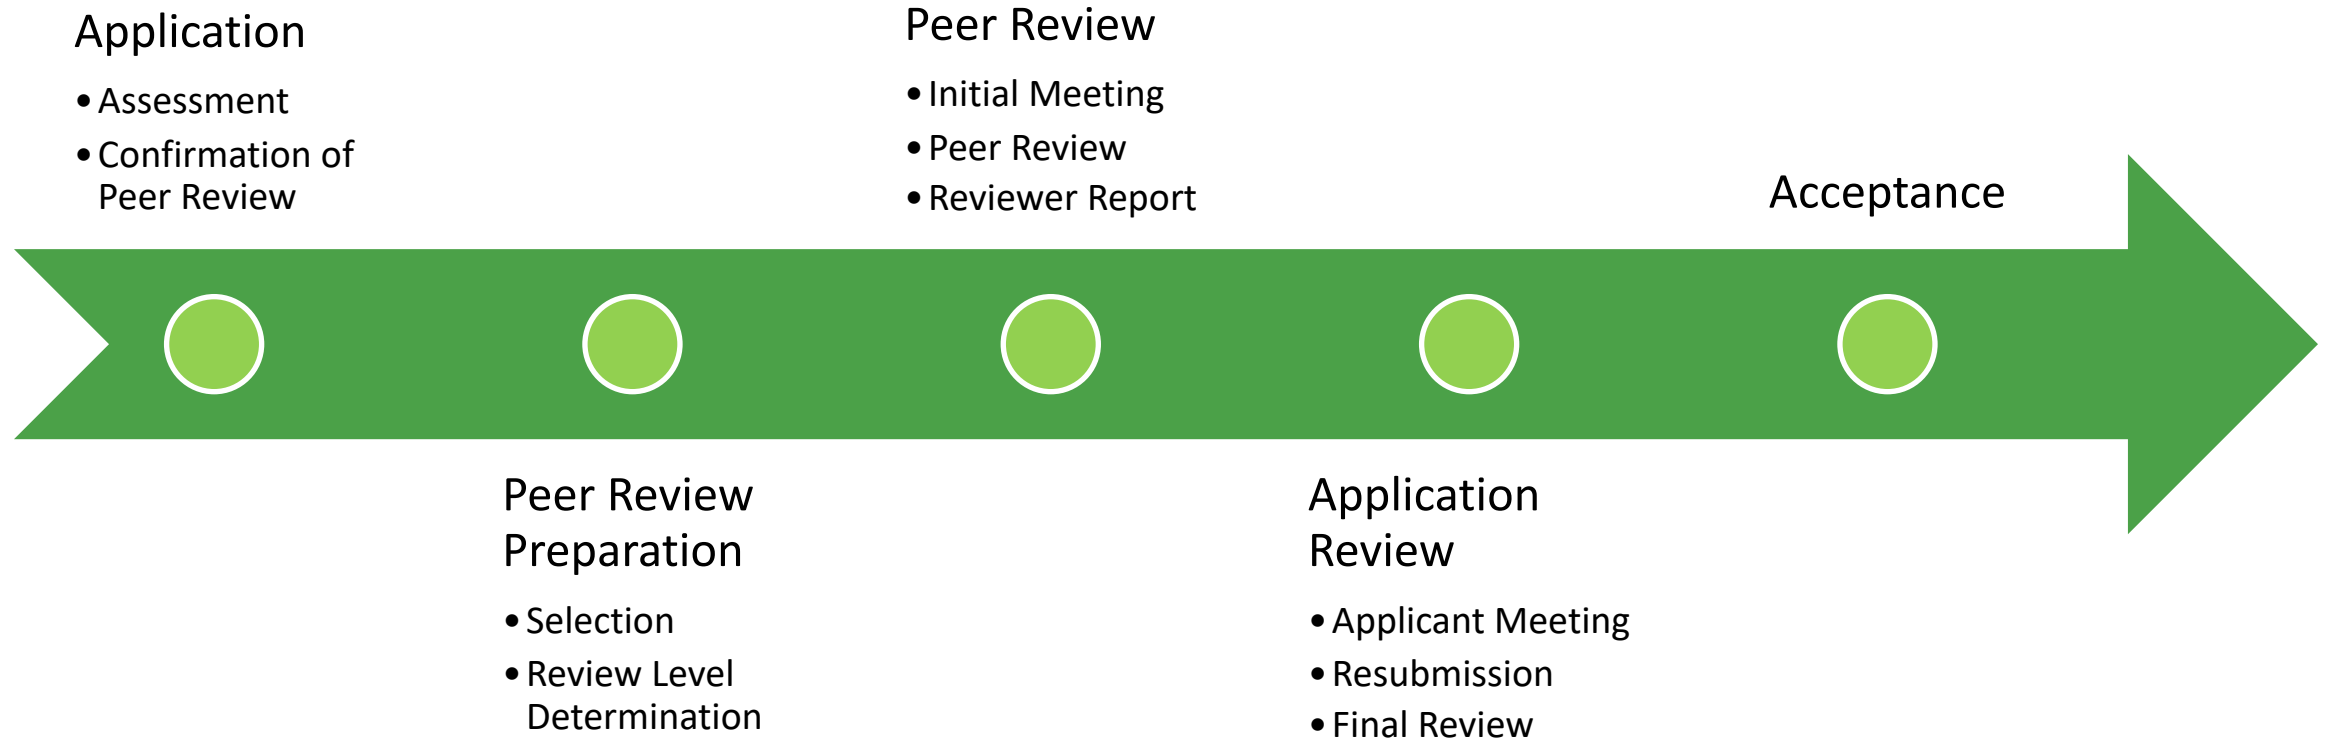 Application
• Assessment
• Confirmation of
Peer Review
Peer Review
Preparation
• Selection
• Review Level
Determination
Peer Review
• Initial Meeting
• Peer Review
• Reviewer Report
Application
Review
• Applicant Meeting
• Resubmission
• Final Review
Acceptance